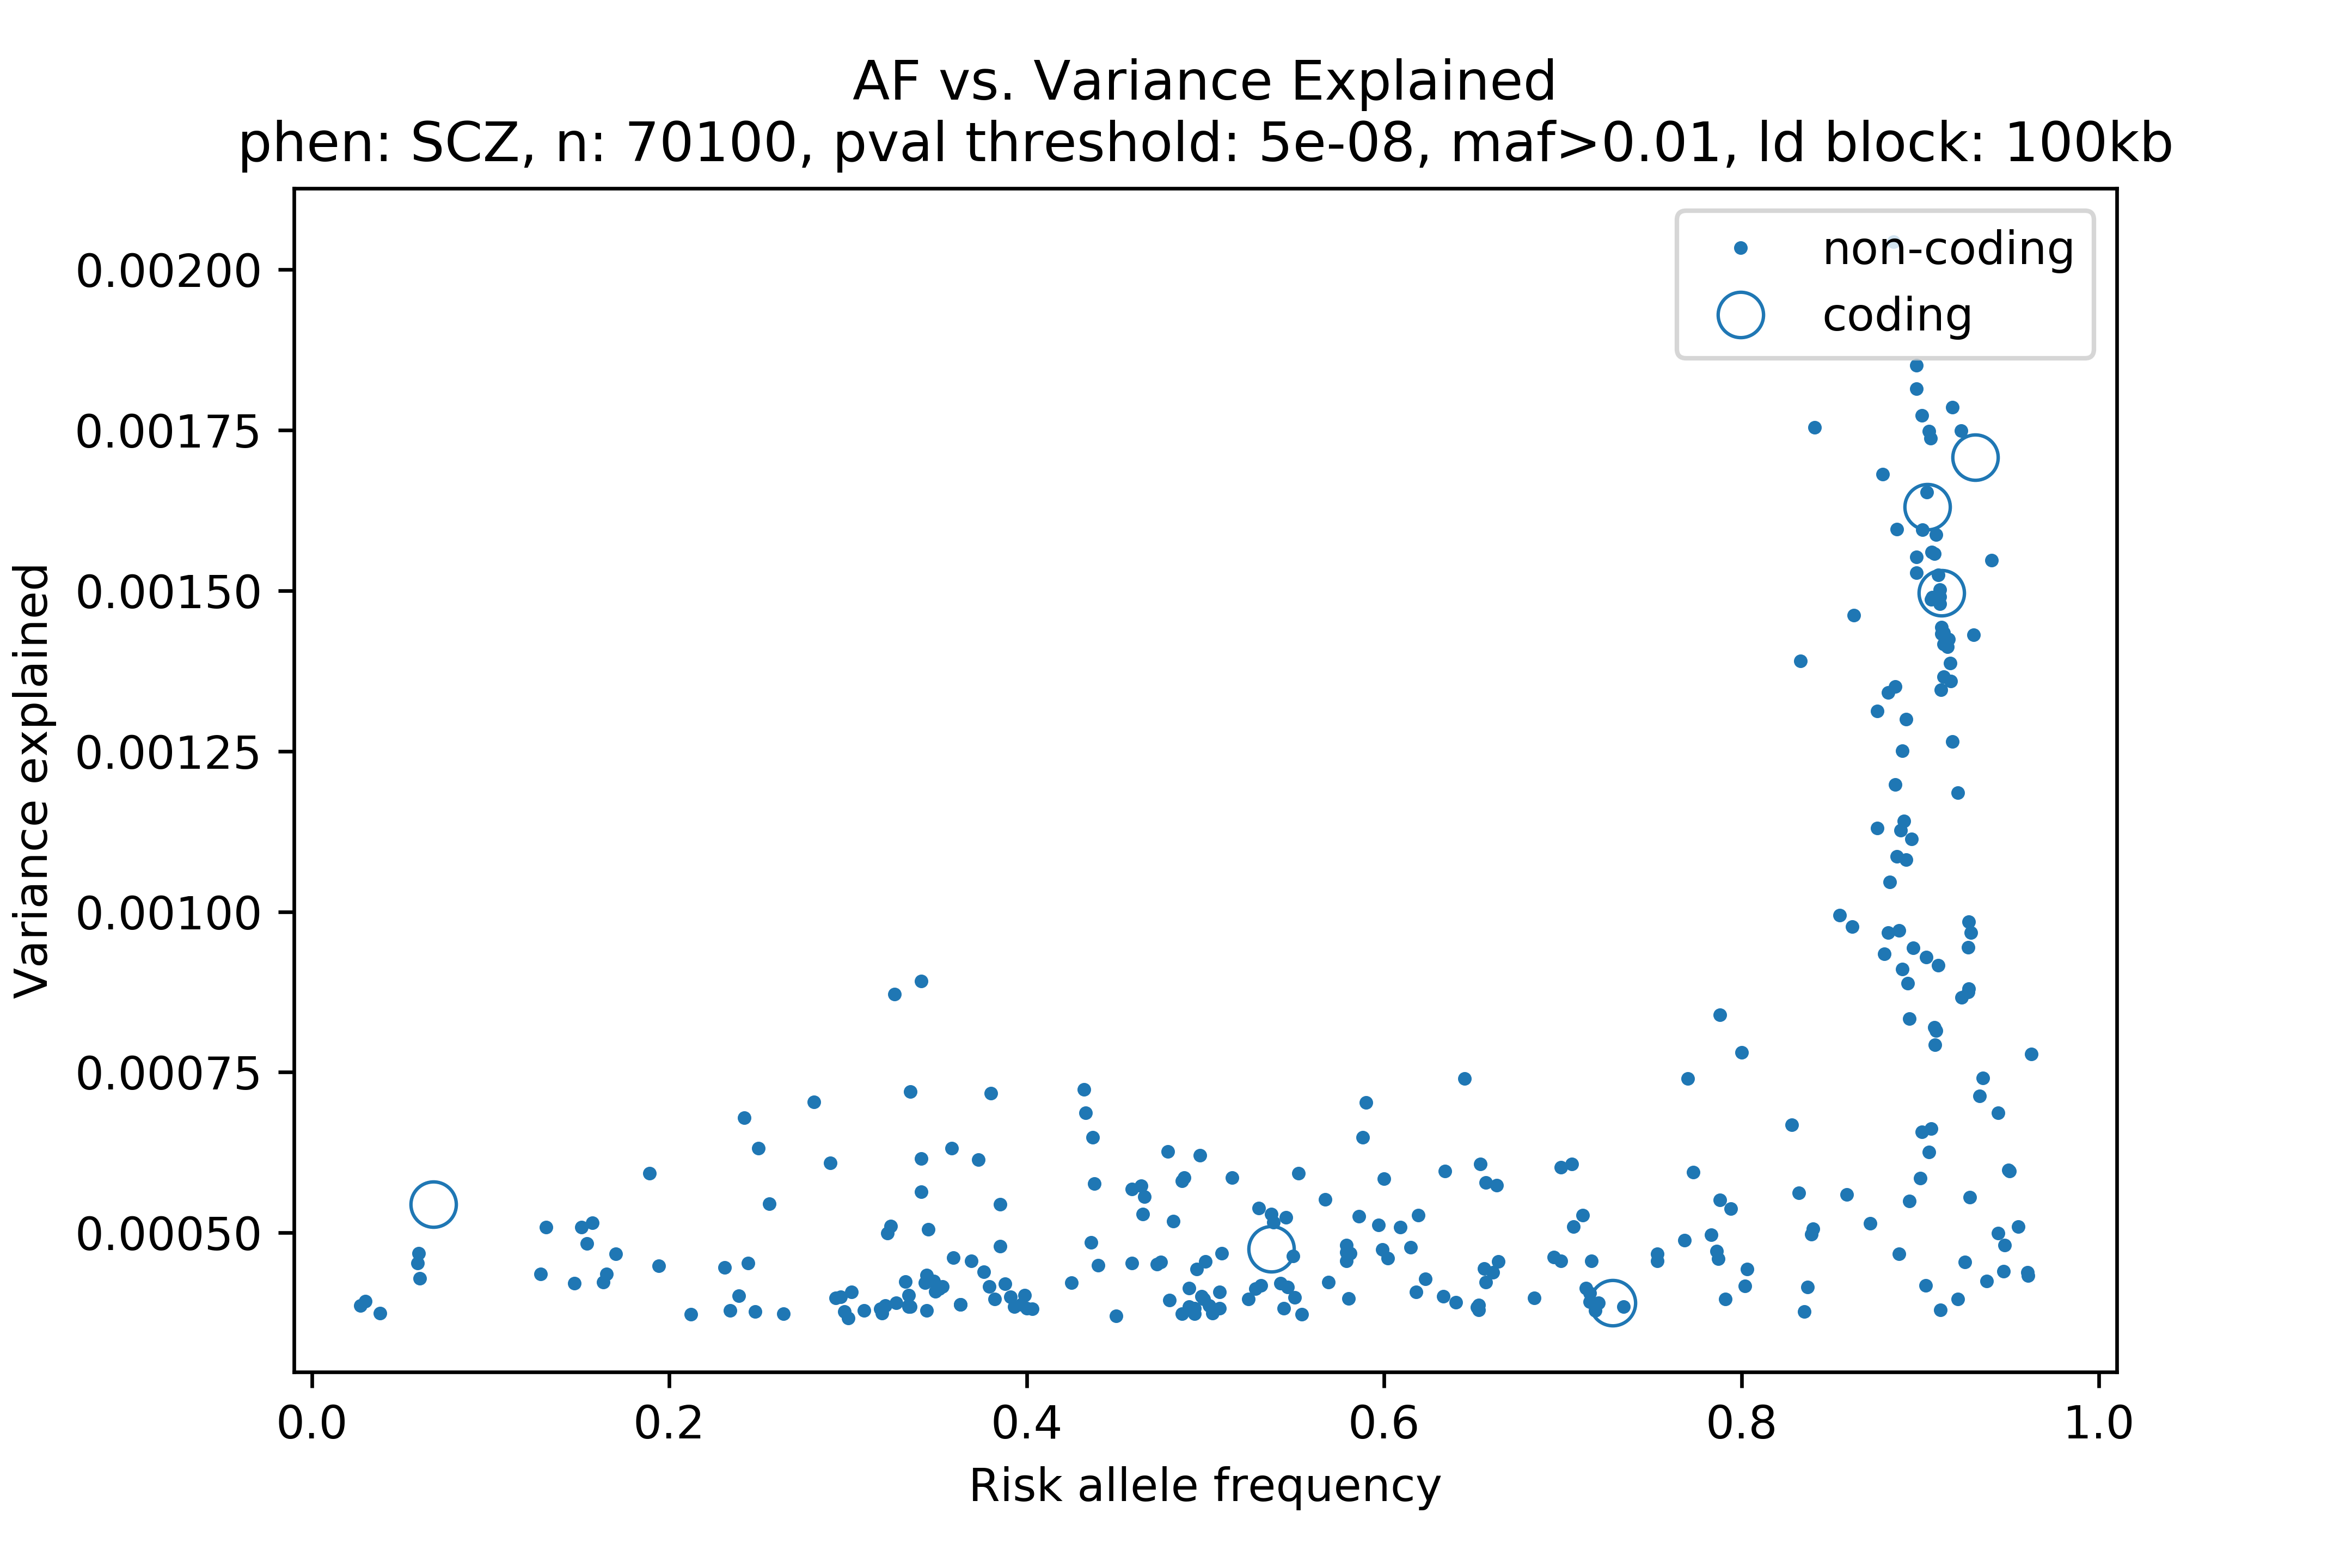 AF vs. Variance Explained
phen: SCZ, n: 70100, pval threshold: 5e-08, maf>0.01, ld block: 100kb
non-coding
coding
0.00200
0.00175
0.00150
0.00125
0.00100
0.00075
0.00050
Variance explained
0.0 0.2 0.4 0.6 0.8 1.0
Risk allele frequency